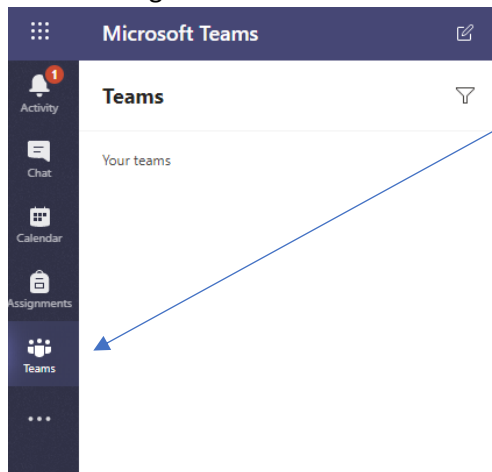 Microsoft Teams
1
Activity
Teams
Chat
Your teams
Calendar
Assignments
Teams